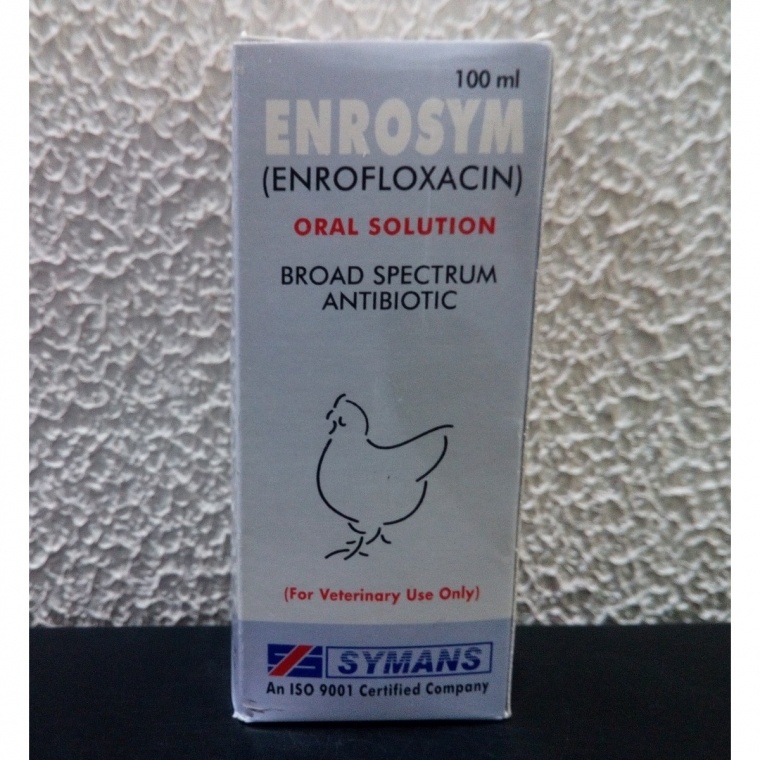 100 ml
ENROSYM
(ENROFLOXACIN)
ORAL SOLUTION
BROAD SPECTRUM
ANTIBIOTIC
(For Veterinary Use Only)
SYMANS
An ISO 9001 Certified Company